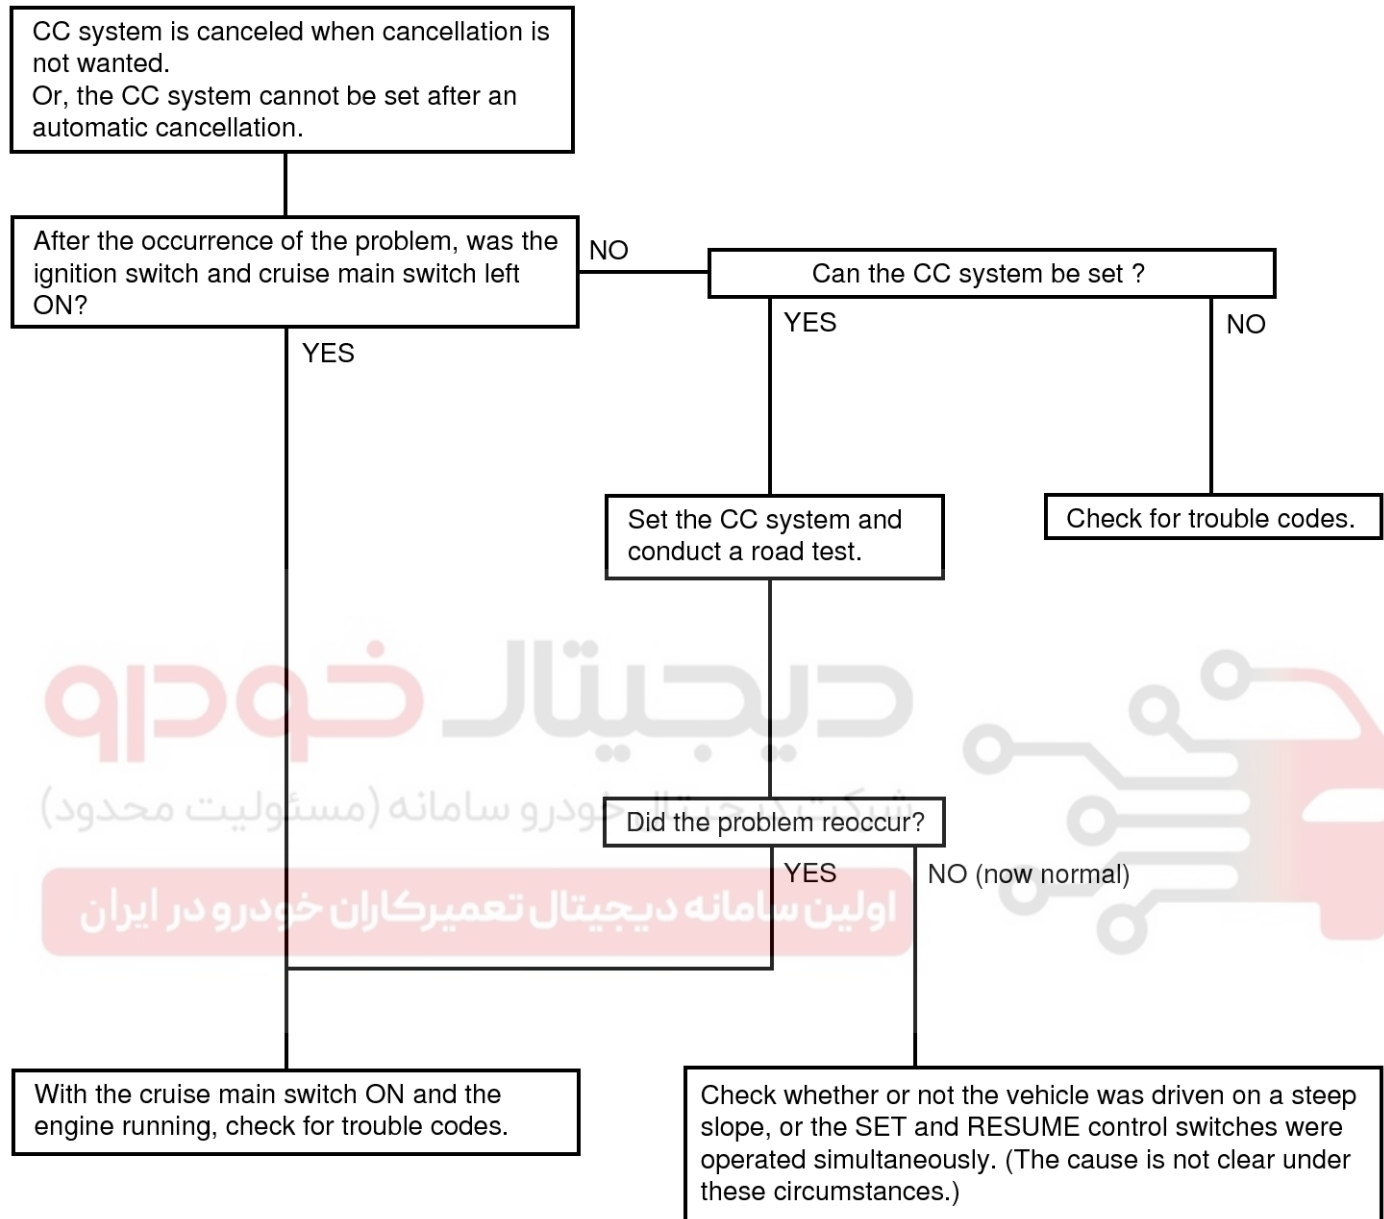 CC system is canceled when cancellation is
not wanted.
Or, the CC system cannot be set after an
automatic cancellation.
After the occurrence of the problem, was the
ignition switch and cruise main switch left
ON?
NO
Can the CC system be set ?
YES
YES
NO
Set the CC system and
conduct a road test.
Check for trouble codes.
دیجیتال خودرو
شرکت دیجیتال خودرو سامانه (مسئولیت محدود)
Did the problem reoccur?
YES
NO (now normal)
اولین سامانه دیجیتال تعمیرکاران خودرو در ایران
With the cruise main switch ON and the
engine running, check for trouble codes.
Check whether or not the vehicle was driven on a steep
slope, or the SET and RESUME control switches were
operated simultaneously. (The cause is not clear under
these circumstances.)